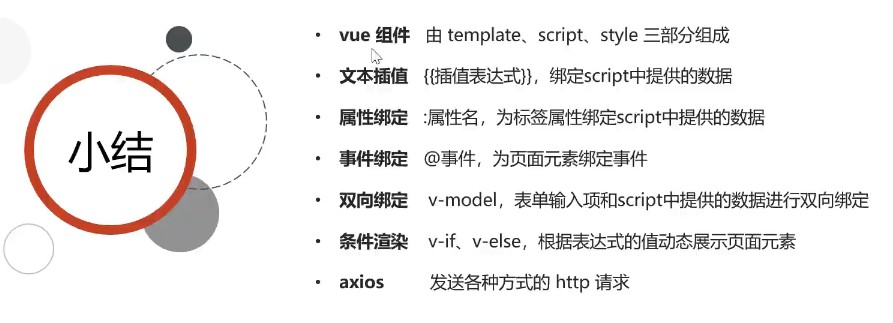 小结
• vue 组件 由 template、script、style 三部分组成
• 文本插值 {{插值表达式}}，绑定script中提供的数据
• 属性绑定 :属性名，为标签属性绑定script中提供的数据
• 事件绑定 @事件，为页面元素绑定事件
• 双向绑定 v-model，表单输入项和script中提供的数据进行双向绑定
• 条件渲染 v-if、v-else，根据表达式的值动态展示页面元素
• axios 发送各种方式的 http 请求